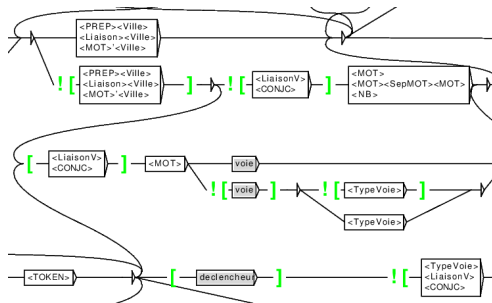 <PREP><Ville>
<Liaison><Ville>
<MOT>'<Ville>
![
<PREP><Ville>
<Liaison><Ville>
<MOT>'<Ville>
]
![
<LiaisonV>
<CONJC>
]
<MOT>
<MOT><SepMOT><MOT>
<NB>
[
<LiaisonV>
<CONJC>
]
<MOT>
voie
![
voie
]
![
<TypeVoie>
]
<TypeVoie>
<TOKEN>
[
declencheur
]
![
<TypeVoie>
<LiaisonV>
<CONJC>